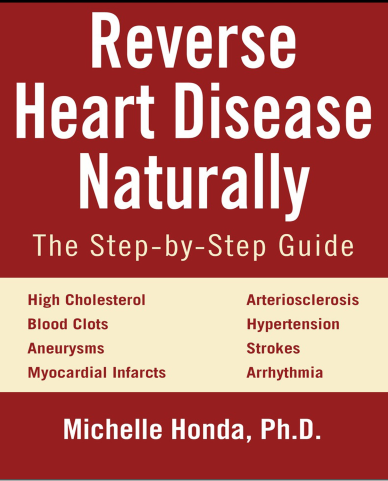 Reverse
Heart Disease
Naturally
The Step-by-Step Guide
High Cholesterol
Blood Clots
Aneurysms
Myocardial Infarcts
Arteriosclerosis
Hypertension
Strokes
Arrhythmia
Michelle Honda, Ph.D.